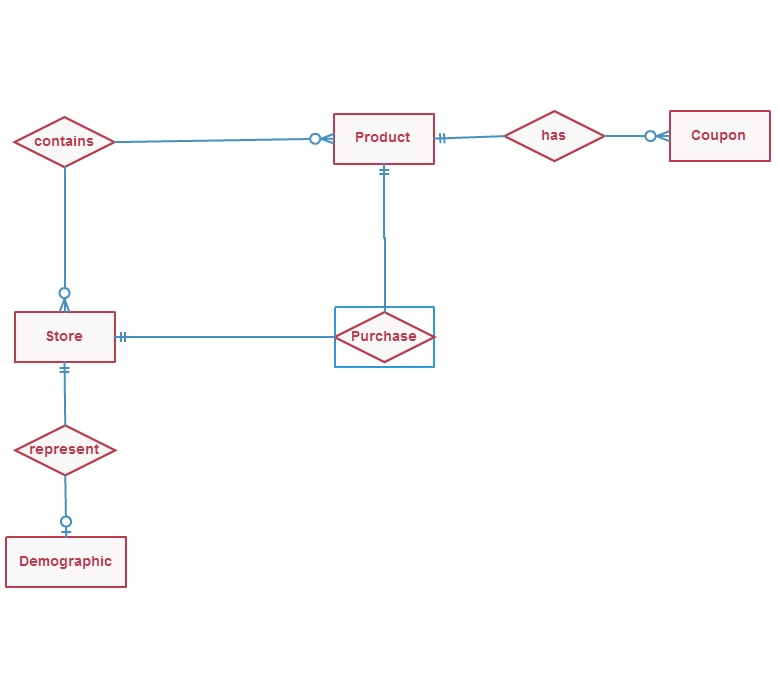 contains
Product
has
Coupon
Store
Purchase
represent
Demographic